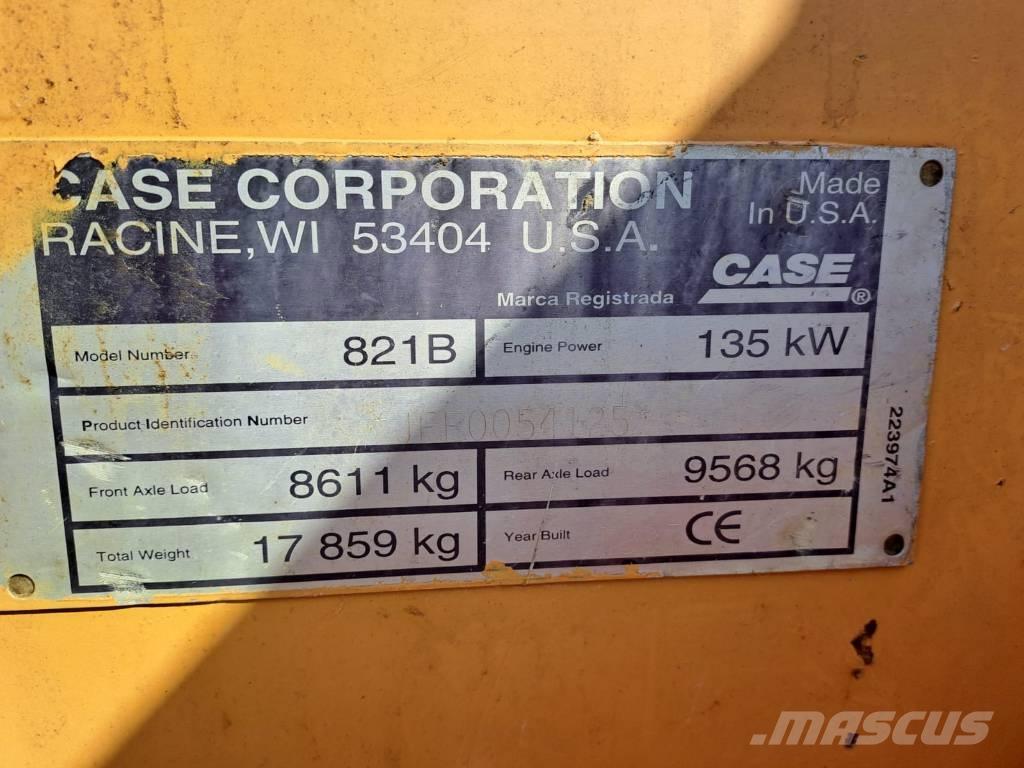 CASE CORPORATION
RACINE, WI 53404 U.S.A.
Made
In U.S.A.
CASE
Marca Registrada ®
Model Number 821B
Engine Power 135 kW
Product Identification Number
Front Axle Load 8611 kg
Rear Axle Load 9568 kg
Total Weight 17 859 kg
Year Built CE
223974A1
MASCUS